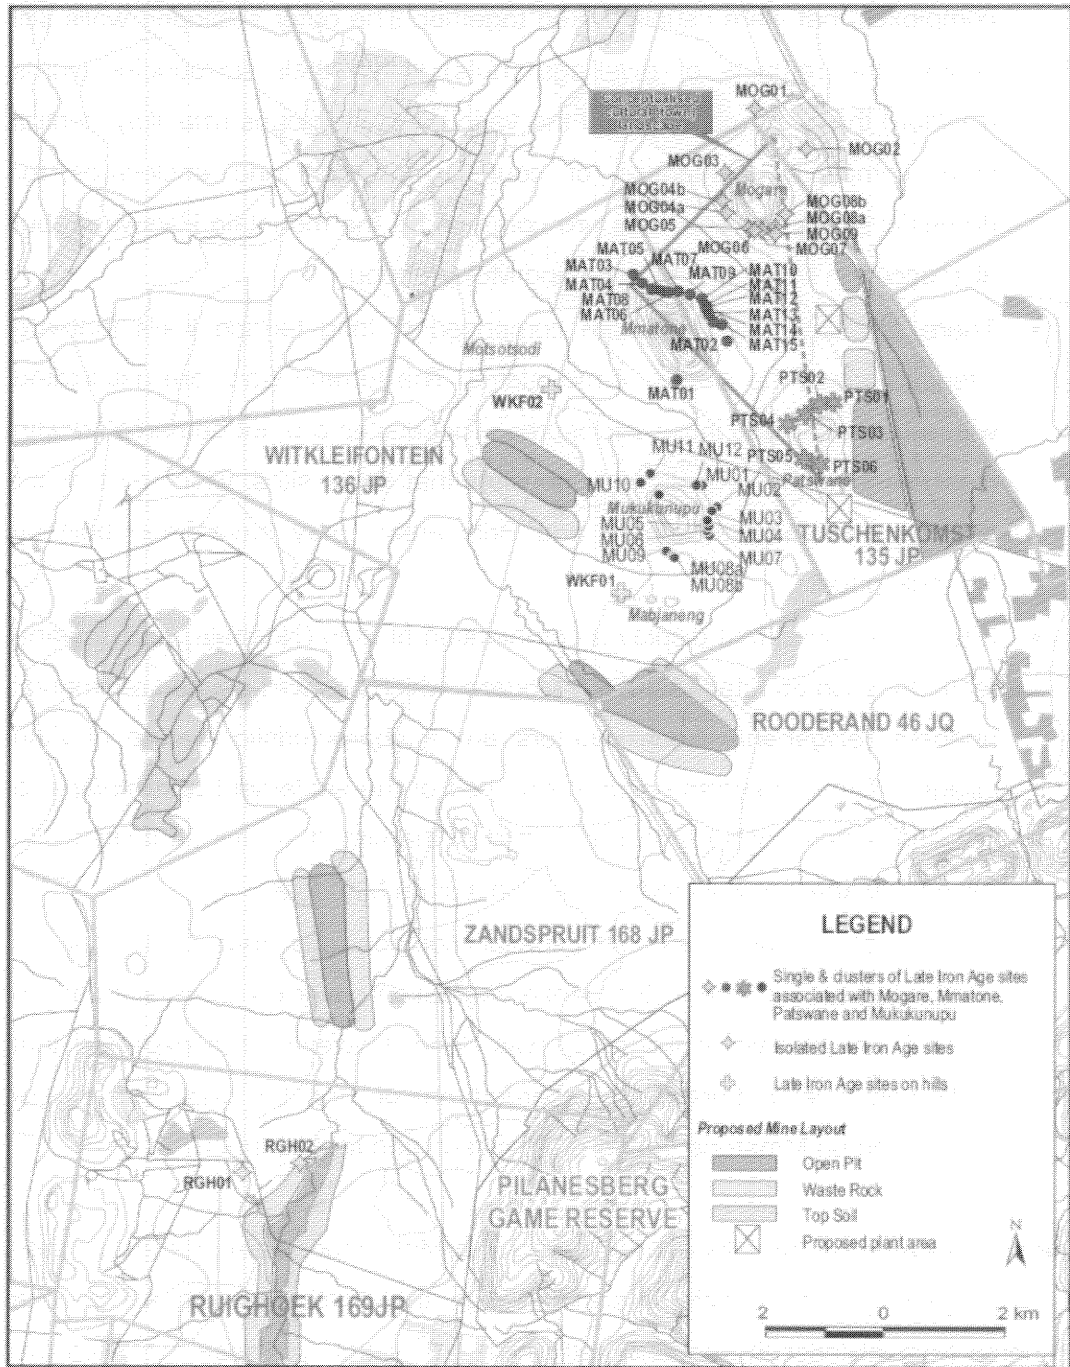 Conceptualised
cultural (town)
landscape
MOG01
MOG02
MOG03
Mogare
MOG04b
MOG04a
MOG05
MOG08b
MOG08a
MOG09
MOG07
MOG06
MAT05
MAT07
MAT03
MAT09
MAT10
MAT04
MAT11
MAT08
MAT12
MAT06
MAT13
Mmatone
MAT14
MAT02
MAT15
Motsotsodi
PTS02
MAT01
WKF02
PTS01
PTS04
PTS03
WITKLEIFONTEIN
136 JP
MU11
MU12
PTS05
PTS06
MU10
MU01
Patswane
MU02
Mukukunupu
MU05
MU03
MU06
MU04
MU09
MU07
TUSCHENKOMST
135 JP
MU08a
MU08b
WKF01
Mabjaneng
ROODERAND 46 JQ
ZANDSPRUIT 168 JP
RGH02
RGH01
PILANESBERG
GAME RESERVE
RUIGHOEK 169JP
LEGEND
Single & clusters of Late Iron Age sites
associated with Mogare, Mmatone,
Patswane and Mukukunupu
Isolated Late Iron Age sites
Late Iron Age sites on hills
Proposed Mine Layout
Open Pit
Waste Rock
Top Soil
Proposed plant area
N
2 0 2 km